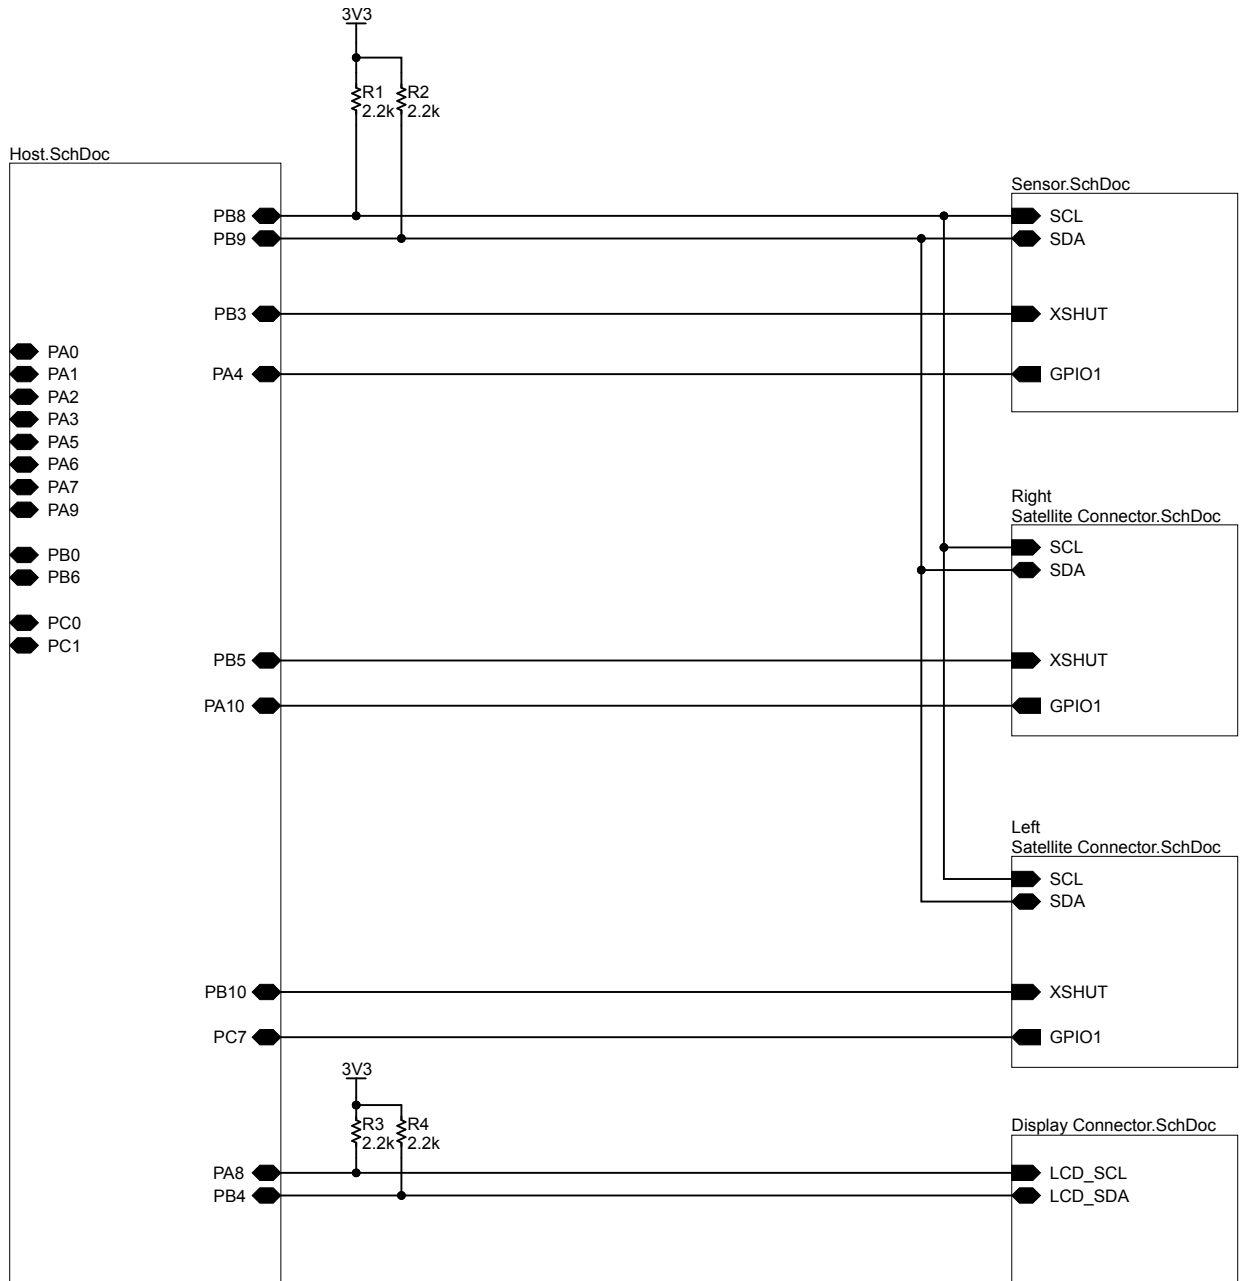 3V3
R1
2.2k
R2
2.2k
Host.SchDoc
PB8
PB9
PB3
PA4
PA0
PA1
PA2
PA3
PA5
PA6
PA7
PA9
PB0
PB6
PC0
PC1
PB5
PA10
PB10
PC7
PA8
PB4
Sensor.SchDoc
SCL
SDA
XSHUT
GPIO1
Right
Satellite Connector.SchDoc
SCL
SDA
XSHUT
GPIO1
Left
Satellite Connector.SchDoc
SCL
SDA
XSHUT
GPIO1
3V3
R3
2.2k
R4
2.2k
Display Connector.SchDoc
LCD_SCL
LCD_SDA